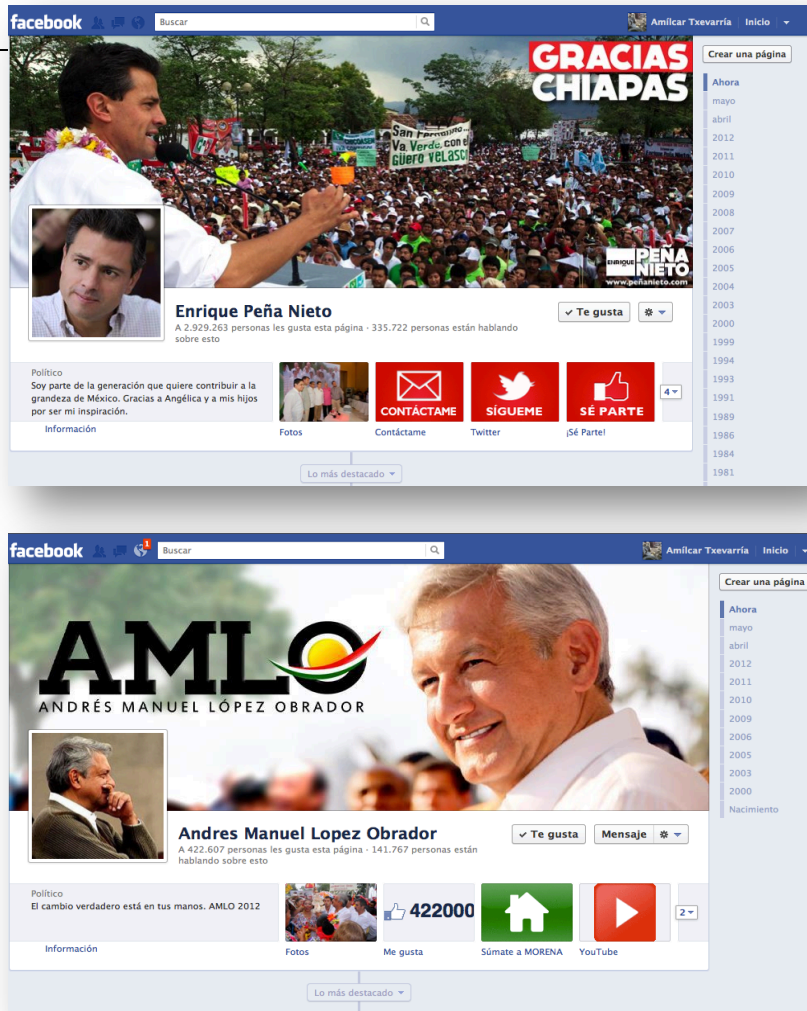 facebook
Buscar
Amílcar Txevarría Inicio
GRACIAS
CHIAPAS
San Fernando...
Va Verde, con el
GÜERO VELASCO
ENRIQUE PEÑA
NIETO
www.peñanieto.com
Crear una página
Ahora
mayo
abril
2012
2011
2010
2009
2008
2007
2006
2005
2004
2003
2000
1999
1994
1993
1991
1989
1986
1984
1981
Enrique Peña Nieto
A 2.929.263 personas les gusta esta página · 335.722 personas están hablando
sobre esto
✓ Te gusta
Político
Soy parte de la generación que quiere contribuir a la
grandeza de México. Gracias a Angélica y a mis hijos
por ser mi inspiración.
Información
CONTÁCTAME
SÍGUEME
SÉ PARTE
4
Fotos
Contáctame
Twitter
¡Sé Parte!
Lo más destacado
facebook
1
Buscar
Amílcar Txevarría Inicio
AMLO
ANDRÉS MANUEL LÓPEZ OBRADOR
Crear una página
Ahora
mayo
abril
2012
2011
2010
2009
2006
2005
2003
2000
Nacimiento
Andres Manuel Lopez Obrador
A 422.607 personas les gusta esta página · 141.767 personas están
hablando sobre esto
✓ Te gusta
Mensaje
Político
El cambio verdadero está en tus manos. AMLO 2012
Información
422000
2
Fotos
Me gusta
Súmate a MORENA
YouTube
Lo más destacado